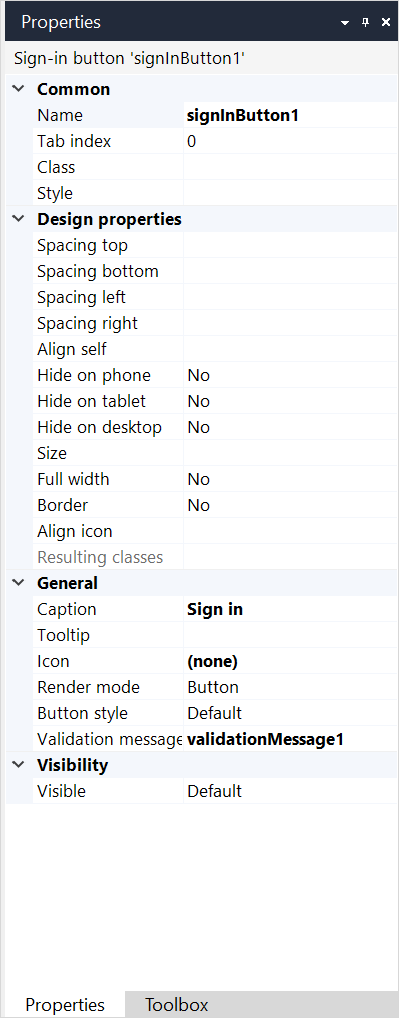 Properties
Sign-in button 'signInButton1'
Common
Name signInButton1
Tab index 0
Class
Style
Design properties
Spacing top
Spacing bottom
Spacing left
Spacing right
Align self
Hide on phone No
Hide on tablet No
Hide on desktop No
Size
Full width No
Border No
Align icon
Resulting classes
General
Caption Sign in
Tooltip
Icon (none)
Render mode Button
Button style Default
Validation message validationMessage1
Visibility
Visible Default
Properties Toolbox